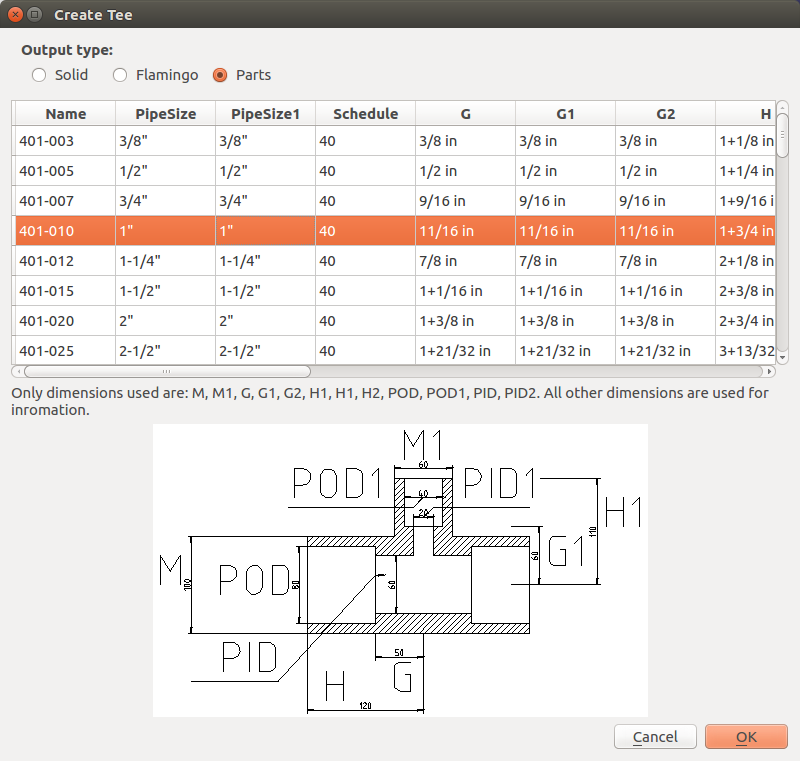 Create Tee
Output type:
Solid Flamingo Parts
Name PipeSize PipeSize1 Schedule G G1 G2 H
401-003 3/8" 3/8" 40 3/8 in 3/8 in 3/8 in 1+1/8 in
401-005 1/2" 1/2" 40 1/2 in 1/2 in 1/2 in 1+1/4 in
401-007 3/4" 3/4" 40 9/16 in 9/16 in 9/16 in 1+9/16 i
401-010 1" 1" 40 11/16 in 11/16 in 11/16 in 1+3/4 in
401-012 1-1/4" 1-1/4" 40 7/8 in 7/8 in 7/8 in 2+1/8 in
401-015 1-1/2" 1-1/2" 40 1+1/16 in 1+1/16 in 1+1/16 in 2+3/8 in
401-020 2" 2" 40 1+3/8 in 1+3/8 in 1+3/8 in 2+3/4 in
401-025 2-1/2" 2-1/2" 40 1+21/32 in 1+21/32 in 1+21/32 in 3+13/32
Only dimensions used are: M, M1, G, G1, G2, H1, H1, H2, POD, POD1, PID, PID2. All other dimensions are used for
inromation.
M1
60
POD1 40 PID1
20
H1
110
G1
60
M
100
POD
80
60
PID
50
H G
120
Cancel OK